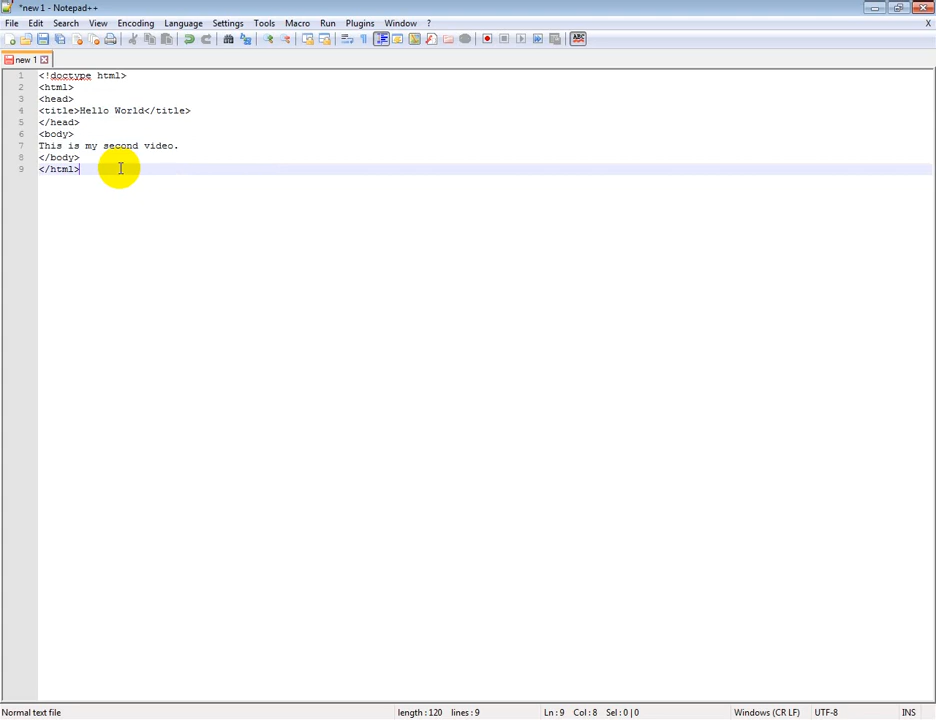 *new 1 - Notepad++
File Edit Search View Encoding Language Settings Tools Macro Run Plugins Window ? X
ABC
new 1
1 <!doctype html>
2 <html>
3 <head>
4 <title>Hello World</title>
5 </head>
6 <body>
7 This is my second video.
8 </body>
9 </html>
Normal text file length : 120 lines : 9 Ln : 9 Col : 8 Sel : 0 | 0 Windows (CR LF) UTF-8 INS